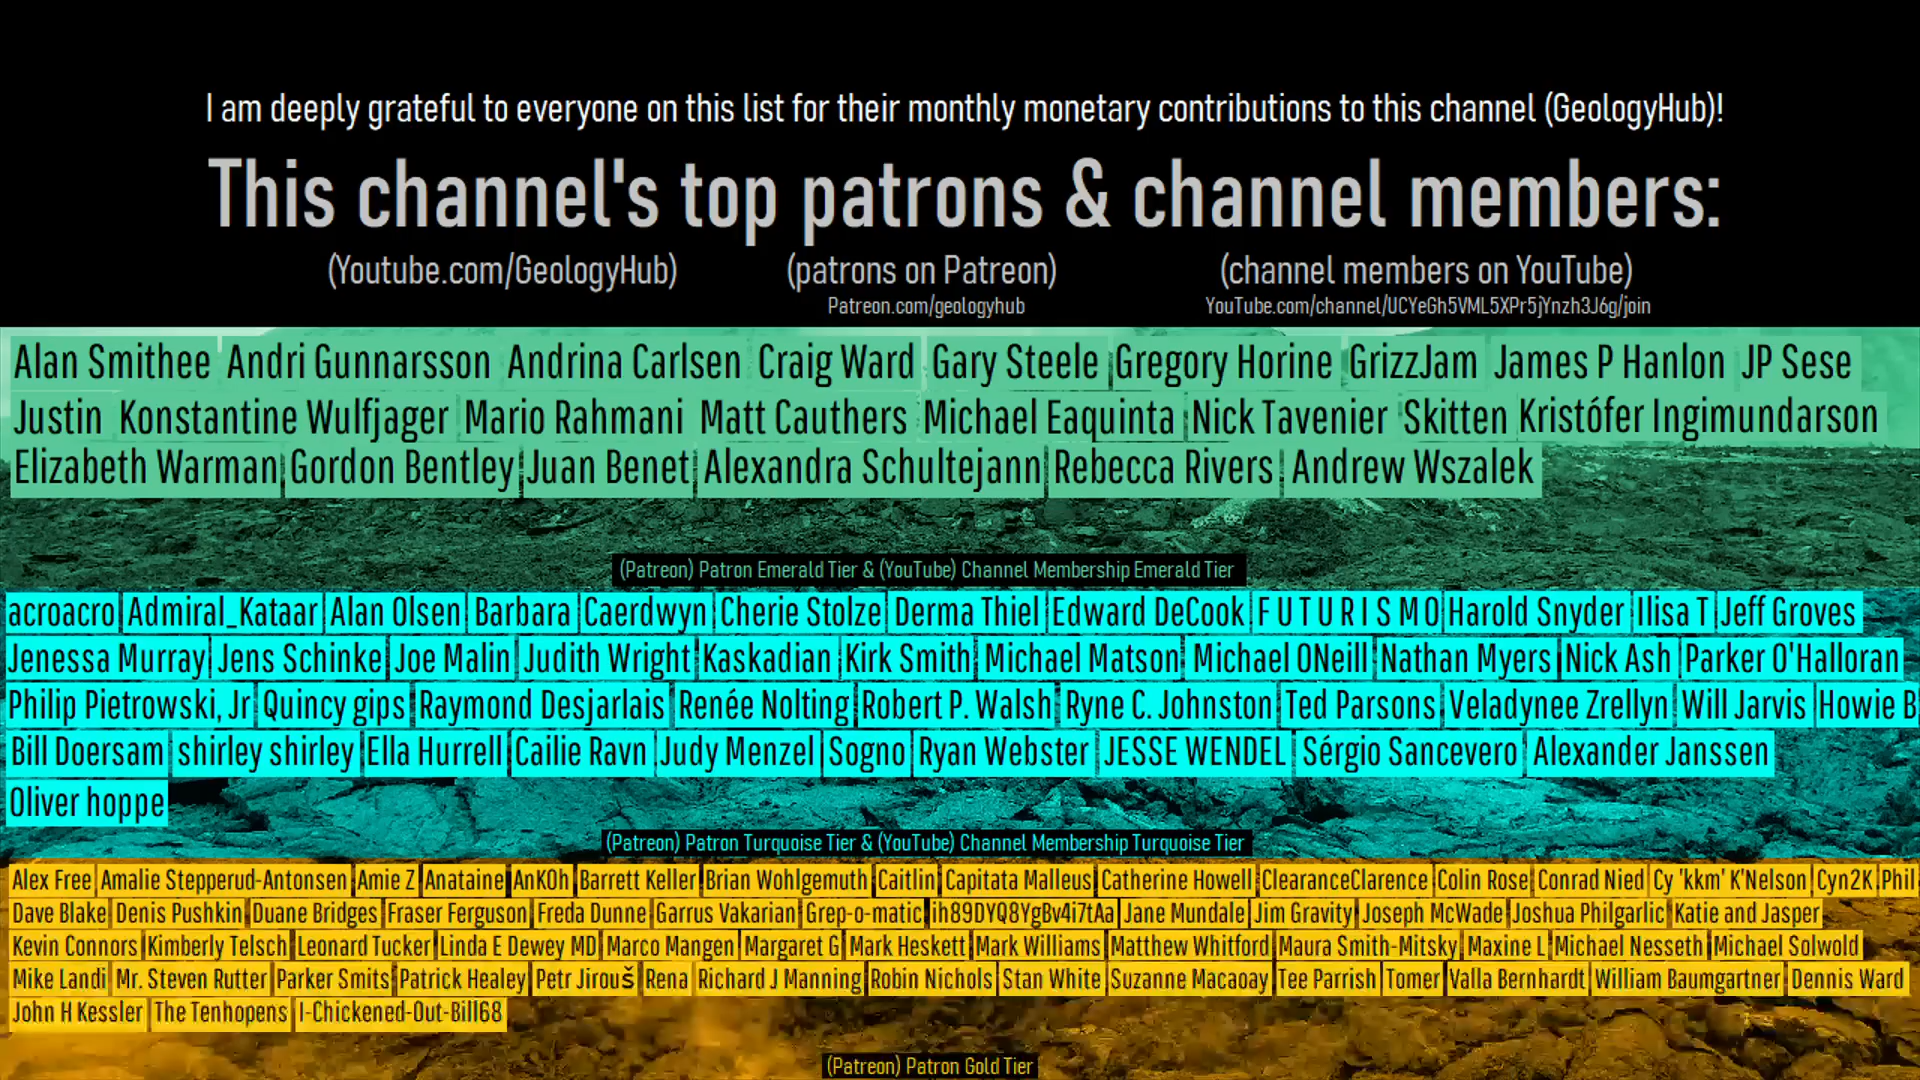 I am deeply grateful to everyone on this list for their monthly monetary contributions to this channel (GeologyHub)!
This channel's top patrons & channel members:
(Youtube.com/GeologyHub) (patrons on Patreon) (channel members on YouTube)
Patreon.com/geologyhub YouTube.com/channel/UCYeGh5VML5XPr5jYnzh3J6g/join
Alan Smithee Andri Gunnarsson Andrina Carlsen Craig Ward Gary Steele Gregory Horine GrizzJam James P Hanlon JP Sese
Justin Konstantine Wulfjager Mario Rahmani Matt Cauthers Michael Eaquinta Nick Tavenier Skitten Kristófer Ingimundarson
Elizabeth Warman Gordon Bentley Juan Benet Alexandra Schultejann Rebecca Rivers Andrew Wszalek
(Patreon) Patron Emerald Tier & (YouTube) Channel Membership Emerald Tier
acroacro Admiral_Kataar Alan Olsen Barbara Caerdwyn Cherie Stolze Derma Thiel Edward DeCook F U T U R I S M O Harold Snyder Ilisa T Jeff Groves
Jenessa Murray Jens Schinke Joe Malin Judith Wright Kaskadian Kirk Smith Michael Matson Michael ONeill Nathan Myers Nick Ash Parker O'Halloran
Philip Pietrowski, Jr Quincy gips Raymond Desjarlais Renée Nolting Robert P. Walsh Ryne C. Johnston Ted Parsons Veladynee Zrellyn Will Jarvis Howie B
Bill Doersam shirley shirley Ella Hurrell Cailie Ravn Judy Menzel Sogno Ryan Webster JESSE WENDEL Sérgio Sancevero Alexander Janssen
Oliver hoppe
(Patreon) Patron Turquoise Tier & (YouTube) Channel Membership Turquoise Tier
Alex Free Amalie Stepperud-Antonsen Amie Z Anataine AnKOh Barrett Keller Brian Wohlgemuth Caitlin Capitata Malleus Catherine Howell ClearanceClarence Colin Rose Conrad Nied Cy 'kkm' K'Nelson Cyn2K Phil
Dave Blake Denis Pushkin Duane Bridges Fraser Ferguson Freda Dunne Garrus Vakarian Grep-o-matic ih89DYQ8YgBv4i7tAa Jane Mundale Jim Gravity Joseph McWade Joshua Philgarlic Katie and Jasper
Kevin Connors Kimberly Telsch Leonard Tucker Linda E Dewey MD Marco Mangen Margaret G Mark Heskett Mark Williams Matthew Whitford Maura Smith-Mitsky Maxine L Michael Nesseth Michael Solwold
Mike Landi Mr. Steven Rutter Parker Smits Patrick Healey Petr Jirouš Rena Richard J Manning Robin Nichols Stan White Suzanne Macaoay Tee Parrish Tomer Valla Bernhardt William Baumgartner Dennis Ward
John H Kessler The Tenhopens I-Chickened-Out-Bill68
(Patreon) Patron Gold Tier